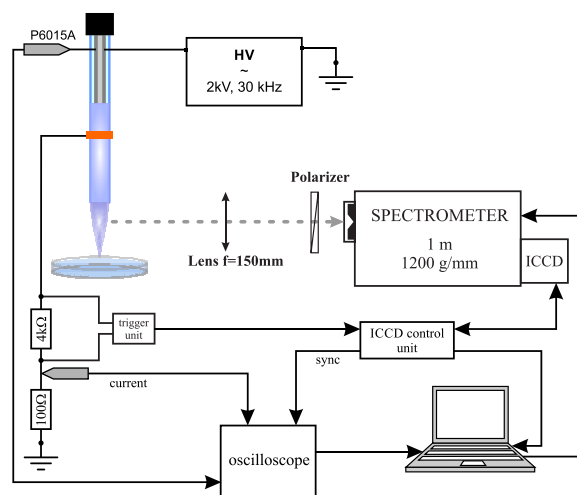 P6015A
HV
~
2kV, 30 kHz
Polarizer
Lens f=150mm
SPECTROMETER
1 m
1200 g/mm
ICCD
4kΩ
trigger
unit
ICCD control
unit
sync
current
100Ω
oscilloscope